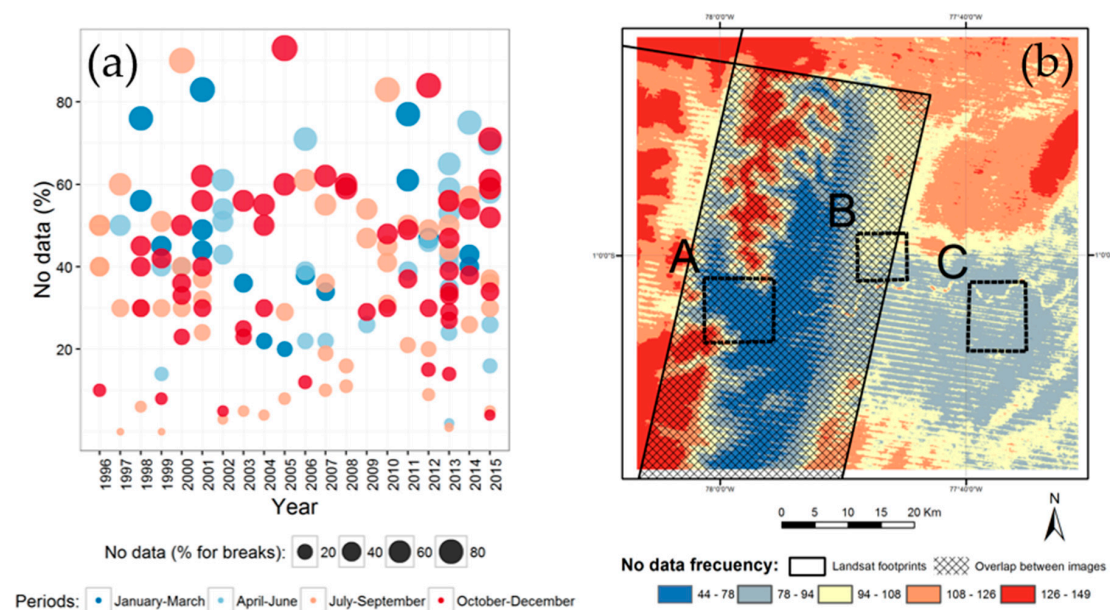 (a)
No data (%)
80
60
40
20
1996 1997 1998 1999 2000 2001 2002 2003 2004 2005 2006 2007 2008 2009 2010 2011 2012 2013 2014 2015
Year
No data (% for breaks): 20 40 60 80
Periods: January-March April-June July-September October-December
(b)
78°0'0"W 77°40'0"W
1°0'0"S 1°0'0"S
A
B
C
78°0'0"W 77°40'0"W
0 5 10 15 20 Km
N
No data frecuency: Landsat footprints Overlap between images
44 - 78 78 - 94 94 - 108 108 - 126 126 - 149